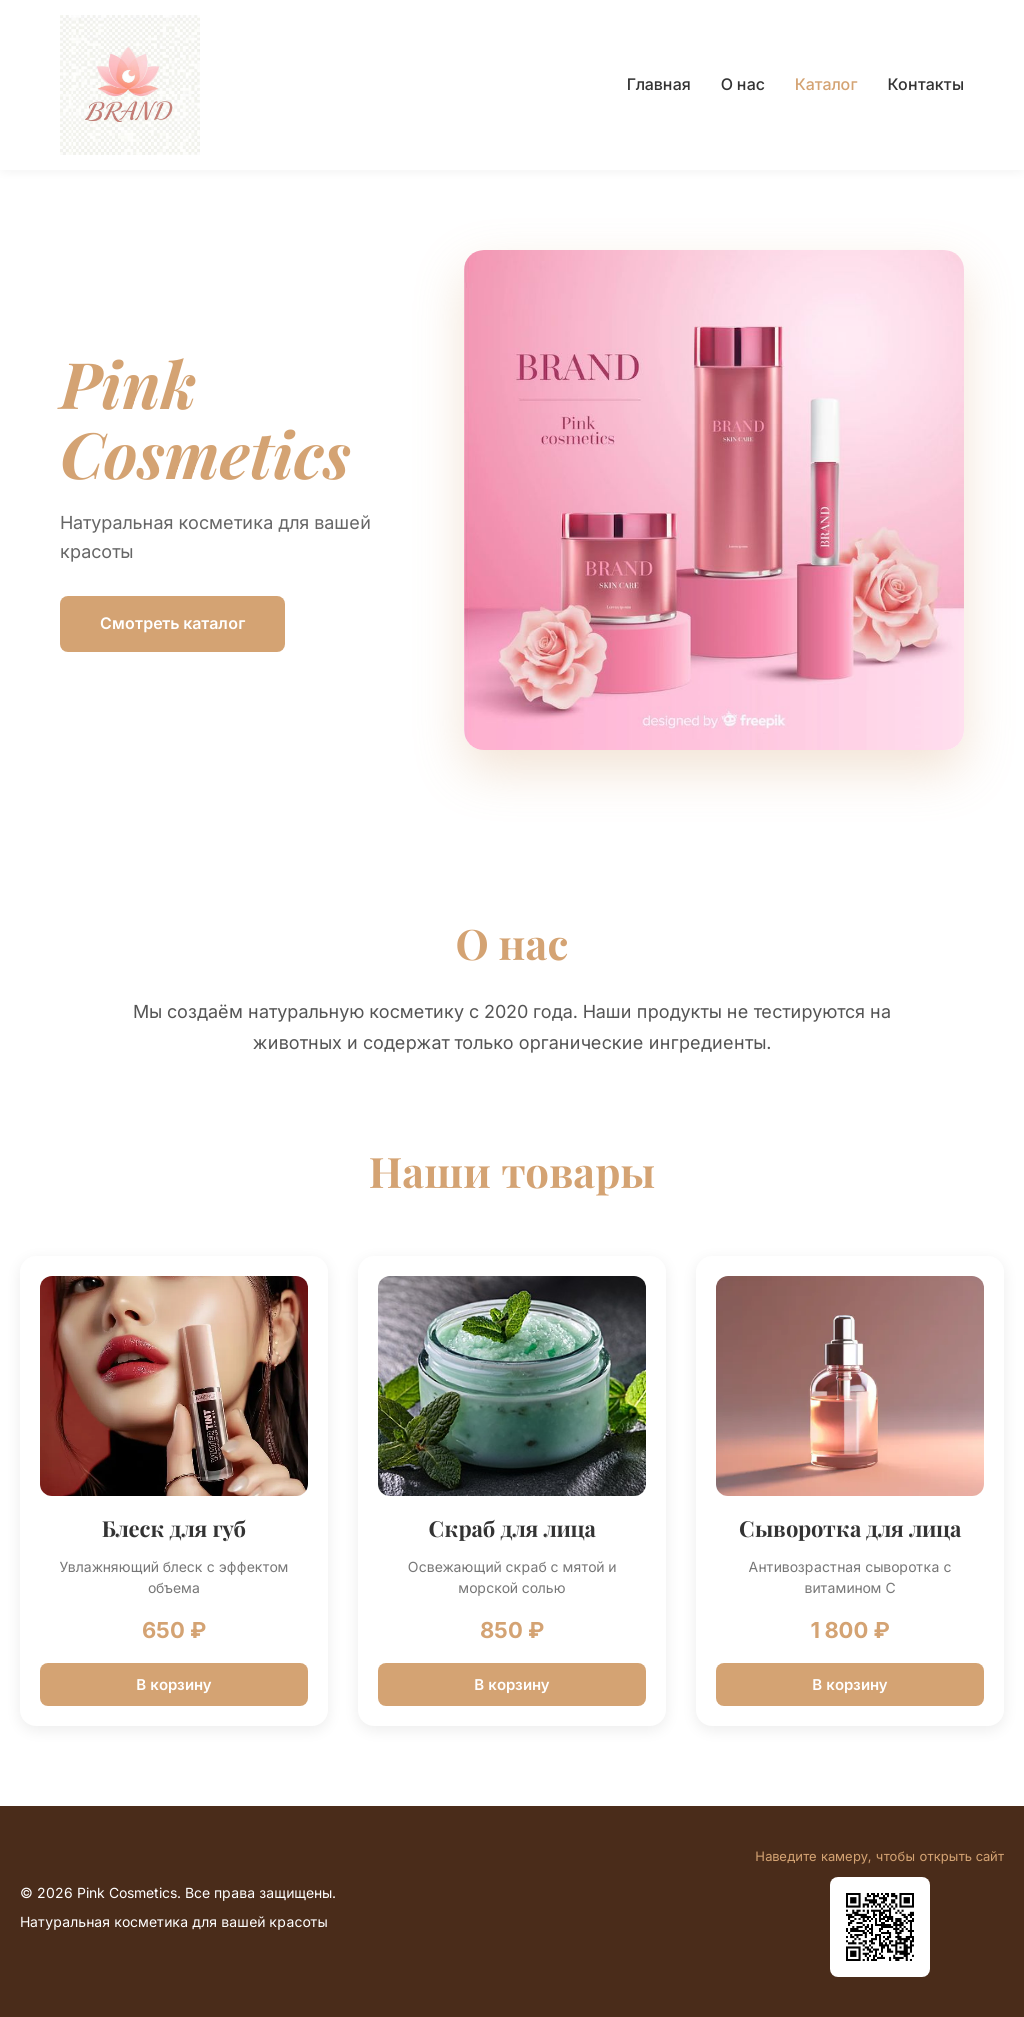 BRAND
Главная О нас Каталог Контакты
Pink
Cosmetics
Натуральная косметика для вашей
красоты
Смотреть каталог
BRAND
Pink
cosmetics
BRAND
SKIN CARE
BRAND
BRAND
SKIN CARE
designed by freepik
О нас
Мы создаём натуральную косметику с 2020 года. Наши продукты не тестируются на
животных и содержат только органические ингредиенты.
Наши товары
TINT
Блеск для губ
Увлажняющий блеск с эффектом
объема
650 ₽
В корзину
Скраб для лица
Освежающий скраб с мятой и
морской солью
850 ₽
В корзину
Сыворотка для лица
Антивозрастная сыворотка с
витамином С
1 800 ₽
В корзину
© 2026 Pink Cosmetics. Все права защищены.
Натуральная косметика для вашей красоты
Наведите камеру, чтобы открыть сайт